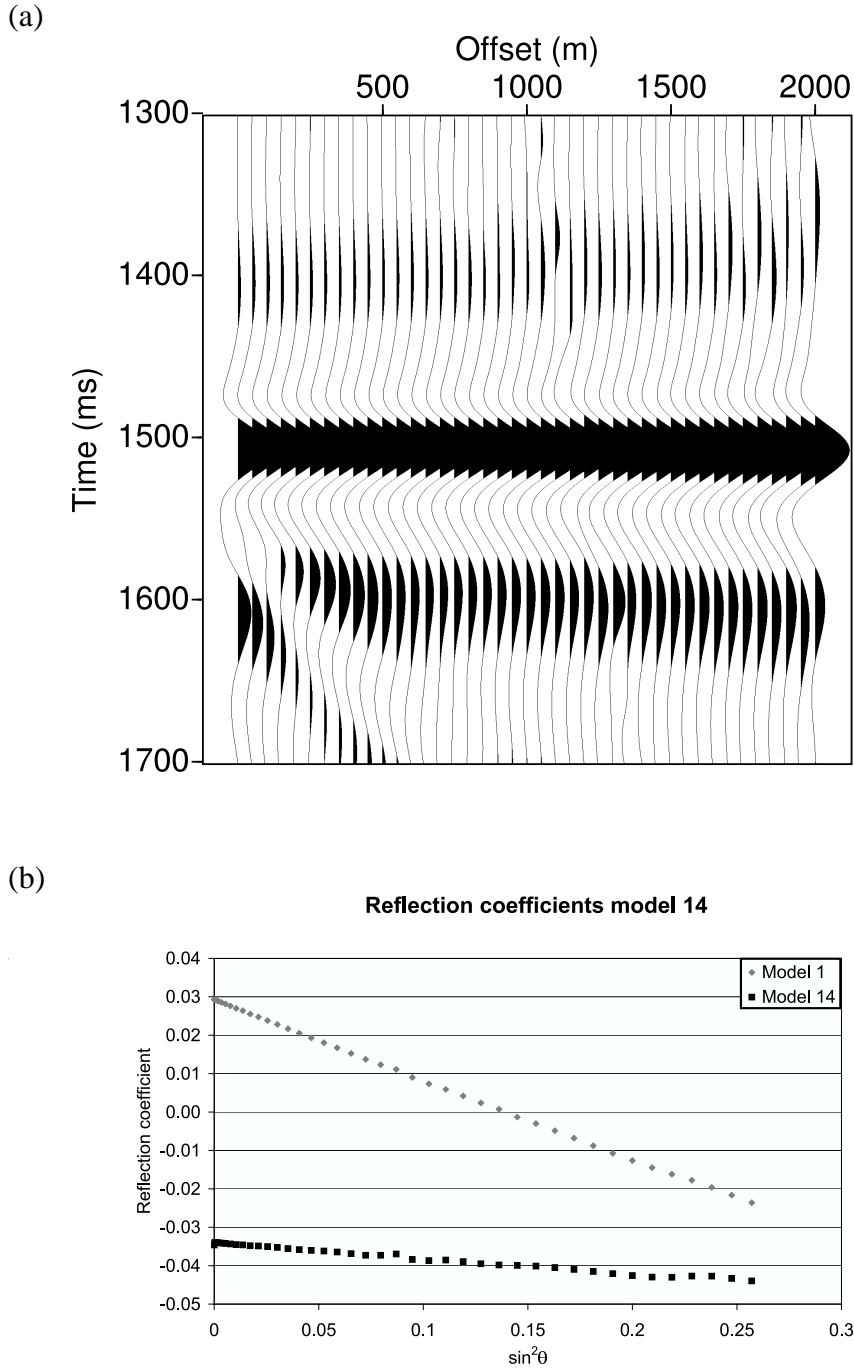 (a)
Offset (m)
500 1000 1500 2000
1300
1400
1500
1600
1700
Time (ms)
(b)
Reflection coefficients model 14
0.04
0.03
0.02
0.01
0.00
-0.01
-0.02
-0.03
-0.04
-0.05
Reflection coefficient
Model 1
Model 14
0 0.05 0.1 0.15 0.2 0.25 0.3
sin²θ